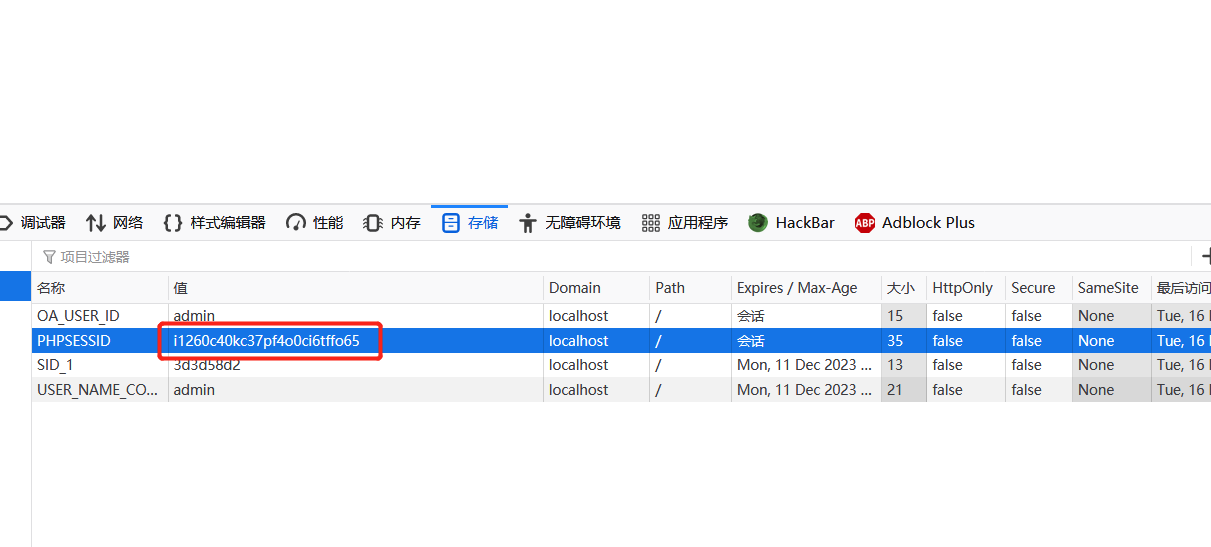 调试器 网络 样式编辑器 性能 内存 存储 无障碍环境 应用程序 HackBar ABP Adblock Plus
项目过滤器
名称 值 Domain Path Expires / Max-Age 大小 HttpOnly Secure SameSite 最后访问
OA_USER_ID admin localhost / 会话 15 false false None Tue, 16
PHPSESSID i1260c40kc37pf4o0ci6tffo65 localhost / 会话 35 false false None Tue, 16
SID_1 3d3d58d2 localhost / Mon, 11 Dec 2023 ... 13 false false None Tue, 16
USER_NAME_CO... admin localhost / Mon, 11 Dec 2023 ... 21 false false None Tue, 16